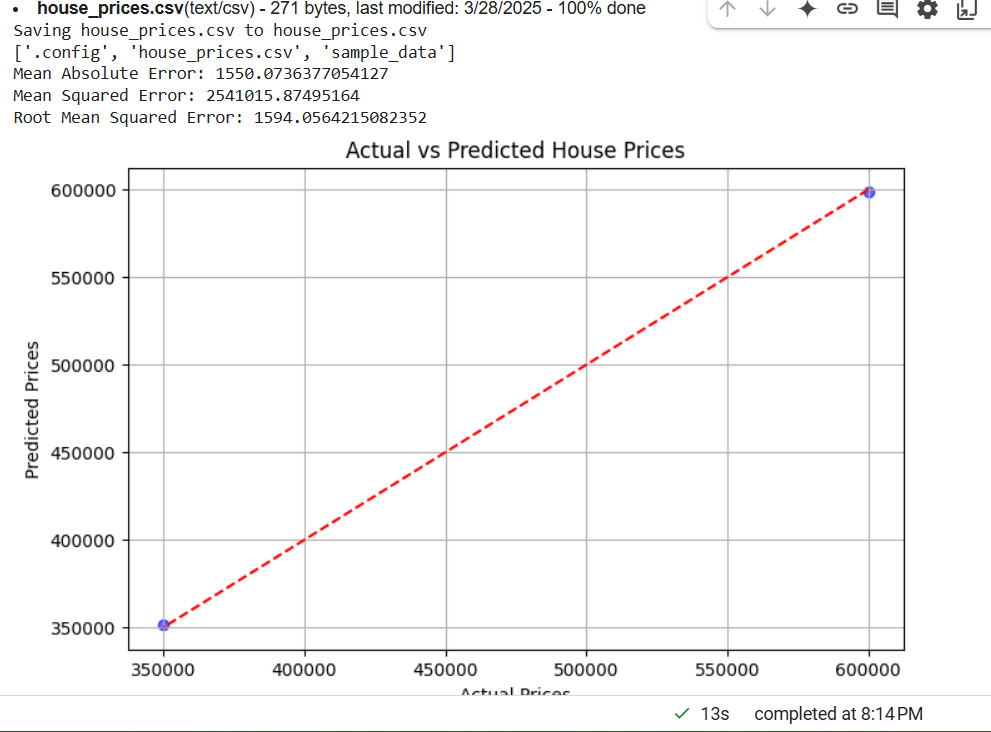 house_prices.csv(text/csv) - 271 bytes, last modified: 3/28/2025 - 100% done
Saving house_prices.csv to house_prices.csv
['.config', 'house_prices.csv', 'sample_data']
Mean Absolute Error: 1550.0736377054127
Mean Squared Error: 2541015.87495164
Root Mean Squared Error: 1594.0564215082352
Actual vs Predicted House Prices
600000
550000
500000
450000
400000
350000
Predicted Prices
350000 400000 450000 500000 550000 600000
Actual Prices
13s completed at 8:14 PM